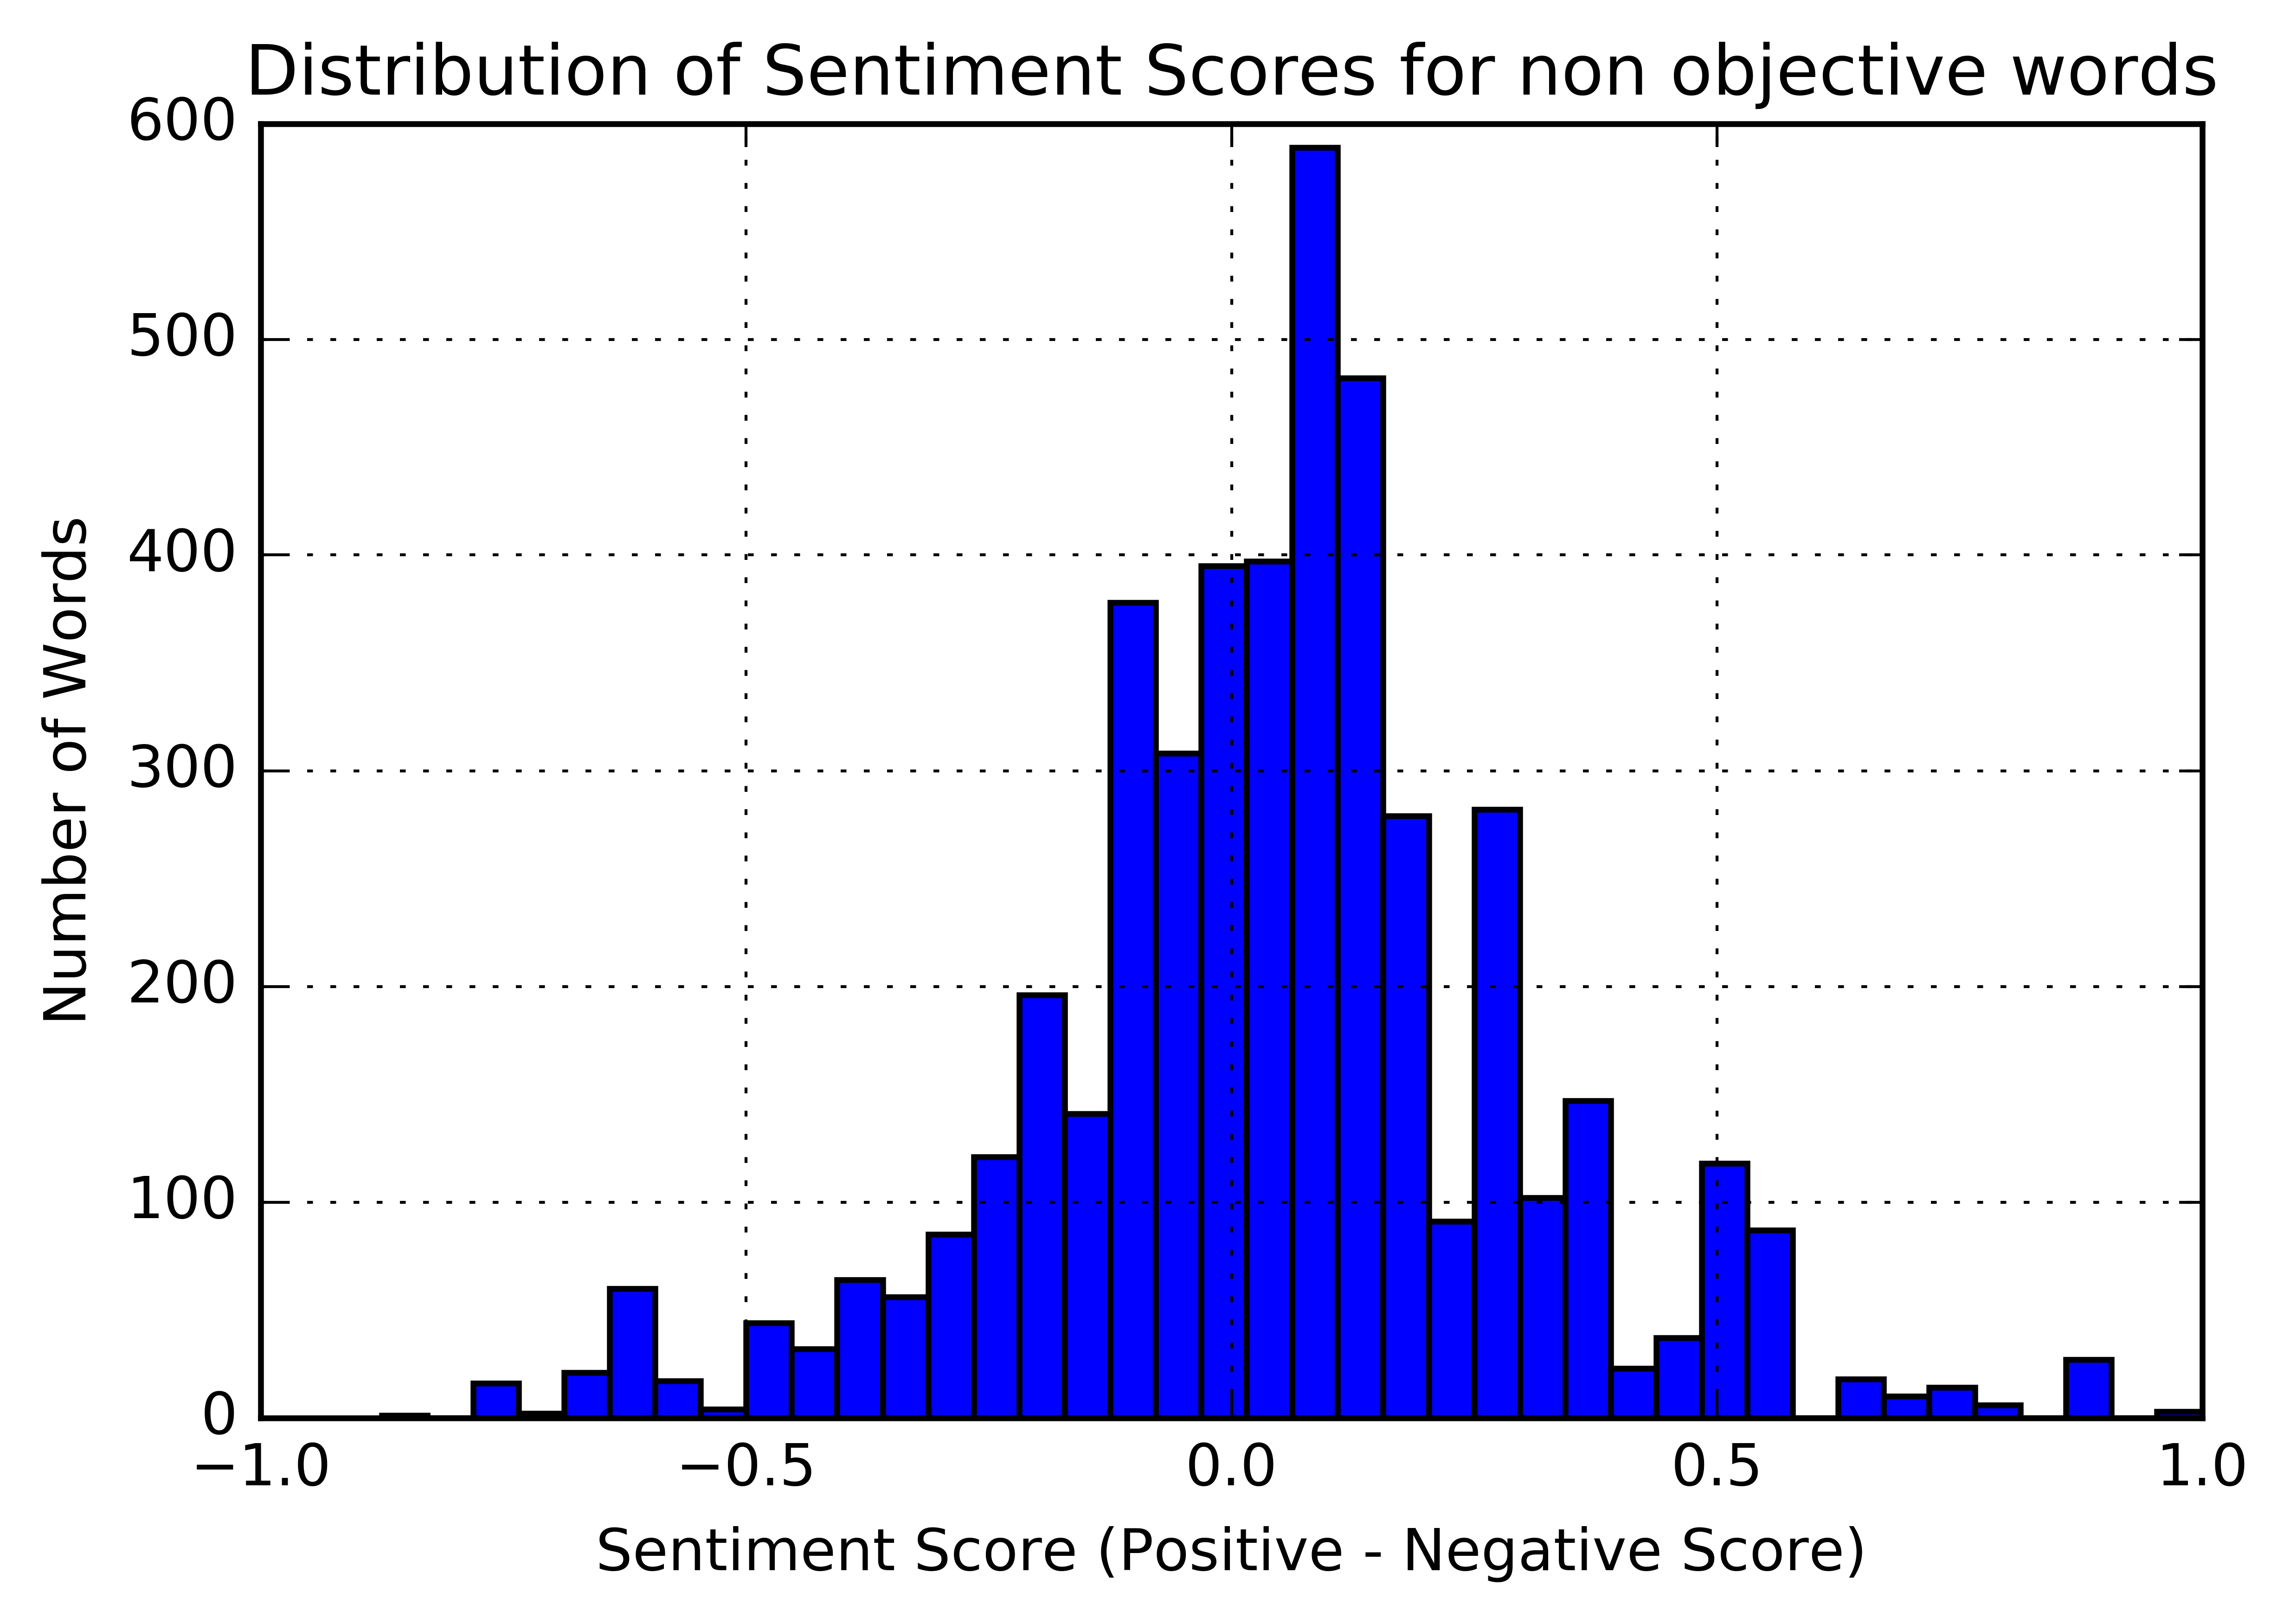 Distribution of Sentiment Scores for non objective words
600
500
400
300
200
100
0
Number of Words
−1.0 −0.5 0.0 0.5 1.0
Sentiment Score (Positive - Negative Score)